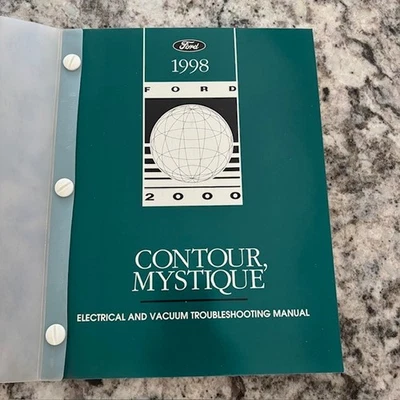 Ford
1998
FORD
2000
CONTOUR,
MYSTIQUE
ELECTRICAL AND VACUUM TROUBLESHOOTING MANUAL